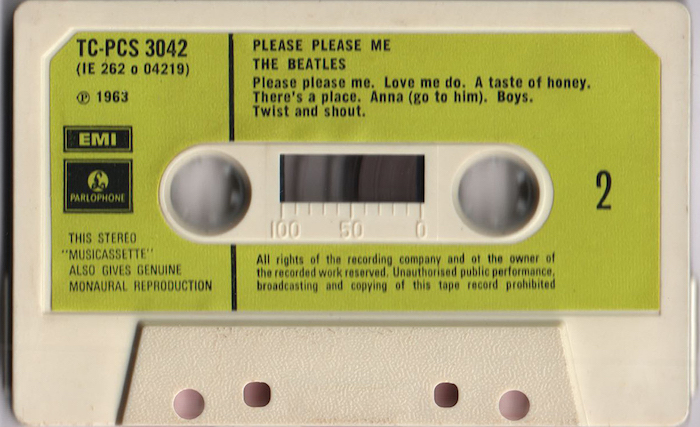 TC-PCS 3042
(IE 262 o 04219)
℗ 1963
EMI
PARLOPHONE
THIS STEREO
"MUSICASSETTE"
ALSO GIVES GENUINE
MONAURAL REPRODUCTION
PLEASE PLEASE ME
THE BEATLES
Please please me. Love me do. A taste of honey.
There's a place. Anna (go to him). Boys.
Twist and shout.
100 50 0
2
All rights of the recording company and ot the owner of
the recorded work reserved. Unauthorised public performance,
broadcasting and copying of this tape record prohibited